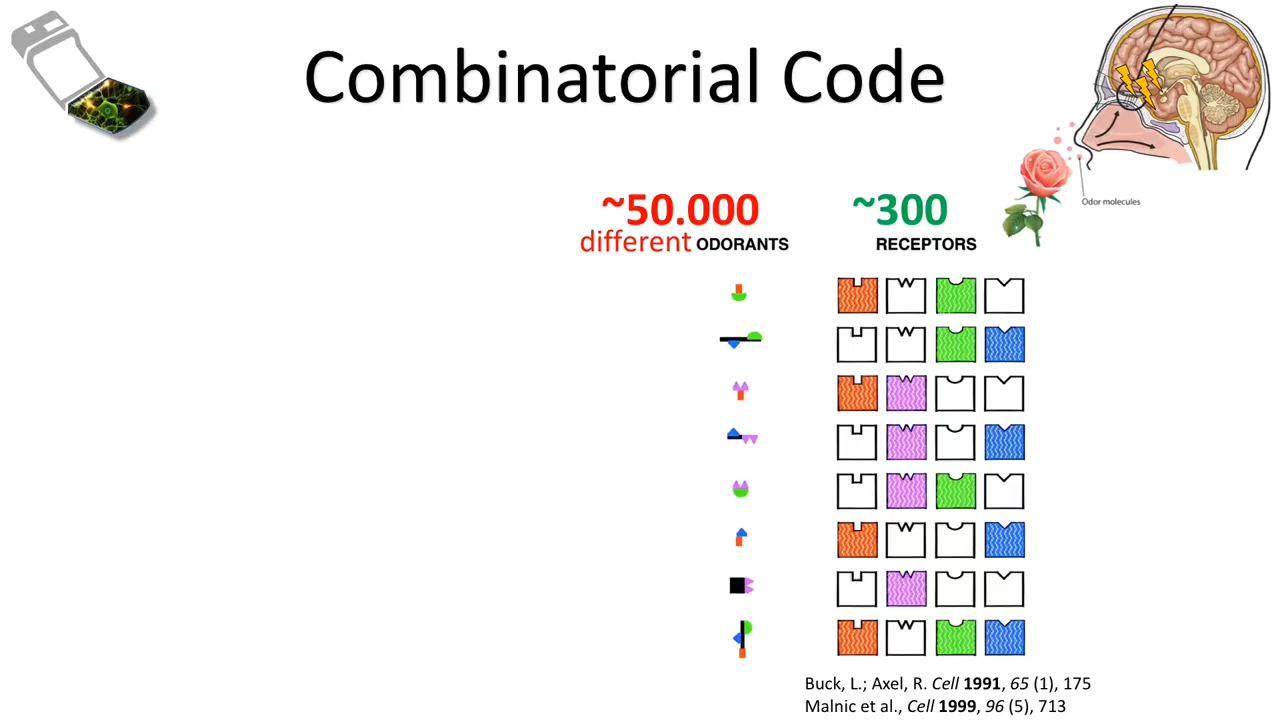 Combinatorial Code
Odor molecules
~50.000
different ODORANTS
~300
RECEPTORS
Buck, L.; Axel, R. Cell 1991, 65 (1), 175
Malnic et al., Cell 1999, 96 (5), 713